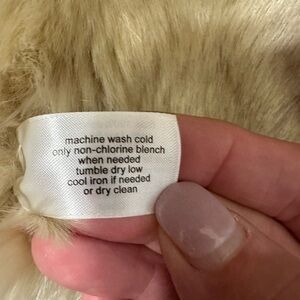 machine wash cold
only non-chlorine blench
when needed
tumble dry low
cool iron if needed
or dry clean